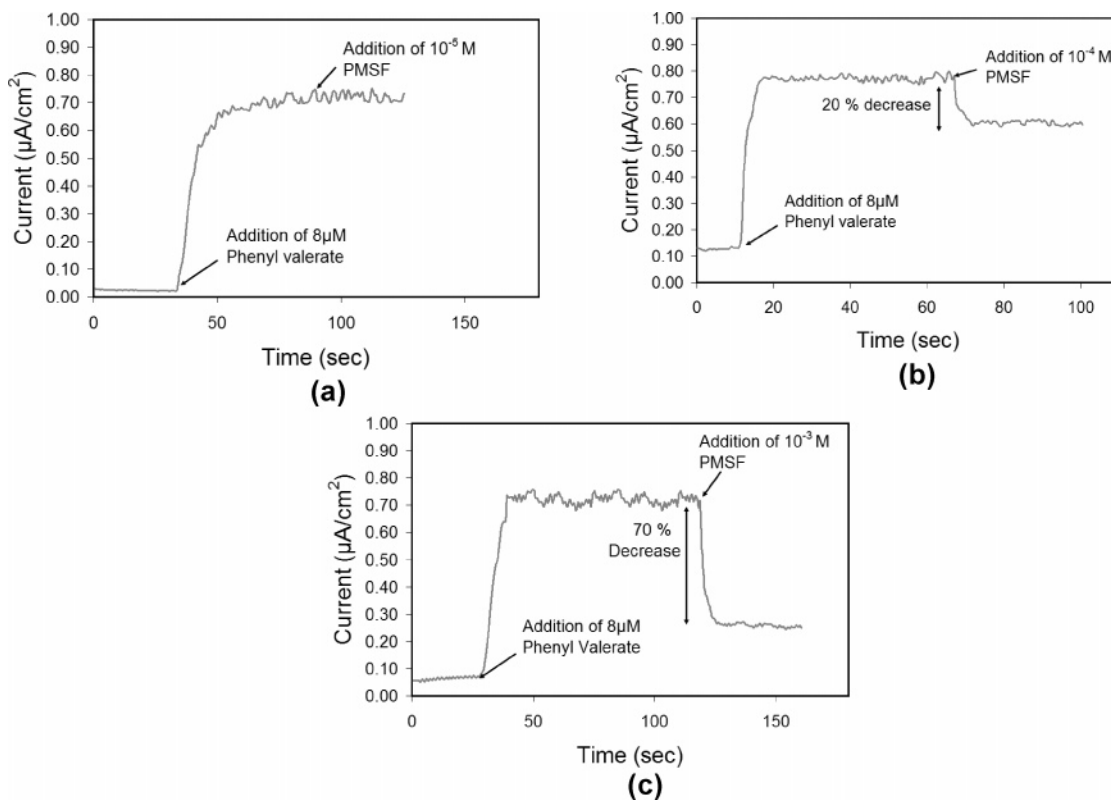 1.00
0.90
0.80
0.70
0.60
0.50
0.40
0.30
0.20
0.10
0.00
Current (µA/cm²)
Addition of 10⁻⁵ M
PMSF
Addition of 8µM
Phenyl valerate
0 50 100 150
Time (sec)
(a)
1.00
0.90
0.80
0.70
0.60
0.50
0.40
0.30
0.20
0.10
0.00
Current (µA/cm²)
Addition of 10⁻⁴ M
PMSF
20 % decrease
Addition of 8µM
Phenyl valerate
0 20 40 60 80 100
Time (sec)
(b)
1.00
0.90
0.80
0.70
0.60
0.50
0.40
0.30
0.20
0.10
0.00
Current (µA/cm²)
Addition of 10⁻³ M
PMSF
70 %
Decrease
Addition of 8µM
Phenyl Valerate
0 50 100 150
Time (sec)
(c)